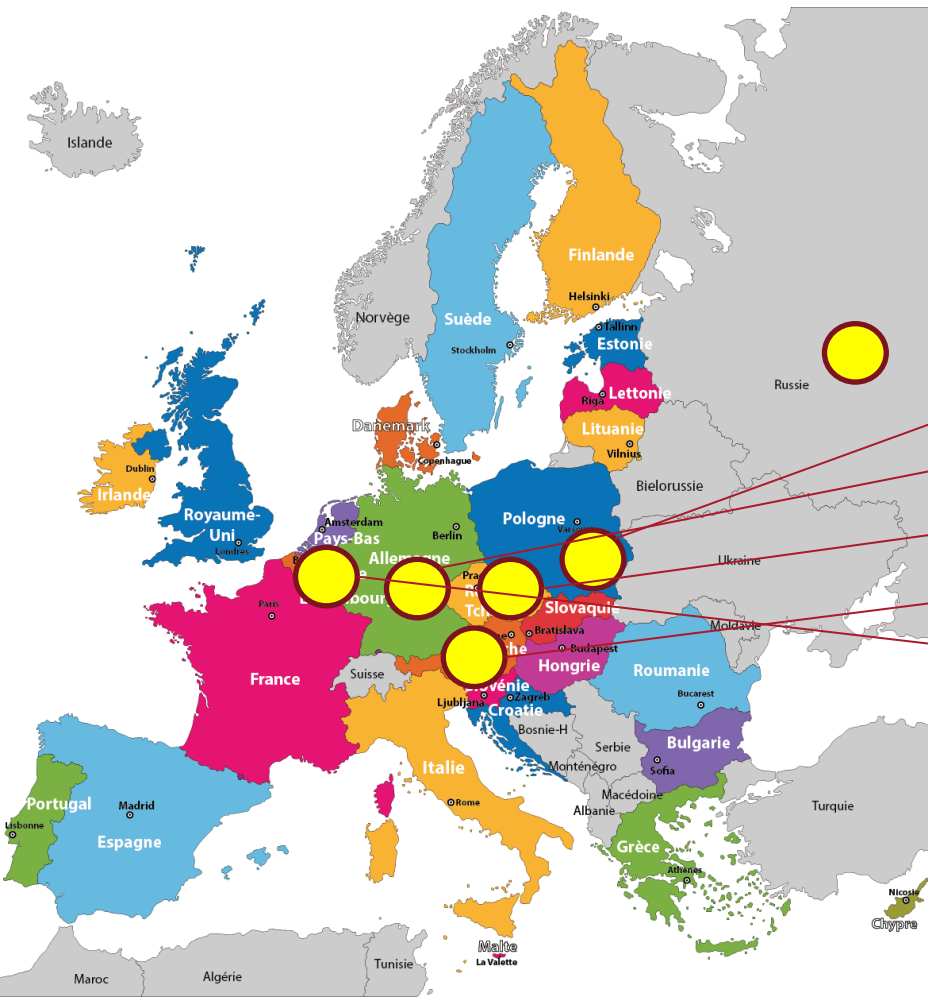 Islande
Finlande
Helsinki
Norvège
Suède
Stockholm
Tallinn
Estonie
Russie
Lettonie
Riga
Danemark
Lituanie
Vilnius
Copenhague
Dublin
Irlande
Bielorussie
Royaume-
Uni
Londres
Amsterdam
Pays-Bas
Berlin
Pologne
Allemagne
Ukraine
Paris
Slovaquie
Bratislava
Moldavie
Budapest
Hongrie
Suisse
France
Roumanie
Bucarest
Ljubljana
Zagreb
Croatie
Bosnie-H
Serbie
Bulgarie
Sofia
Monténégro
Italie
Macédoine
Albanie
Rome
Turquie
Portugal
Madrid
Lisbonne
Espagne
Grèce
Athènes
Nicosie
Chypre
Malte
La Valette
Maroc
Algérie
Tunisie